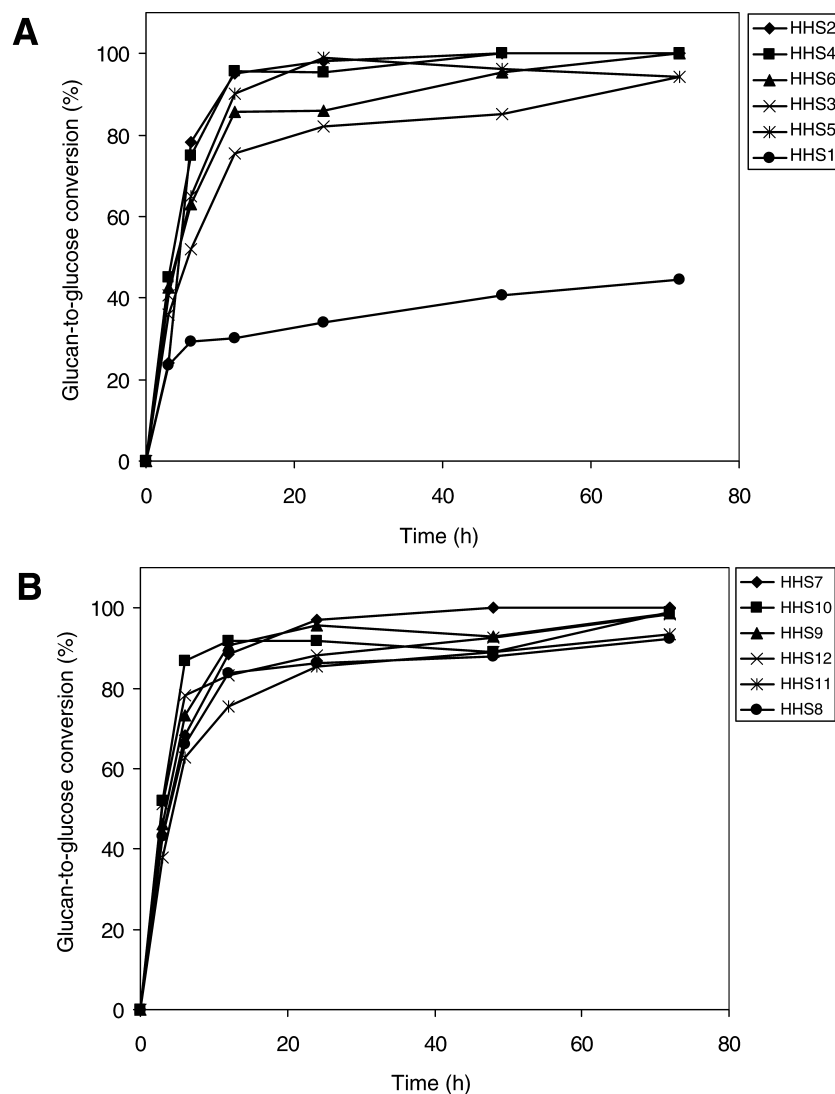 A
Glucan-to-glucose conversion (%)
100
80
60
40
20
0
0 20 40 60 80
Time (h)
HHS2
HHS4
HHS6
HHS3
HHS5
HHS1
B
Glucan-to-glucose conversion (%)
100
80
60
40
20
0
0 20 40 60 80
Time (h)
HHS7
HHS10
HHS9
HHS12
HHS11
HHS8